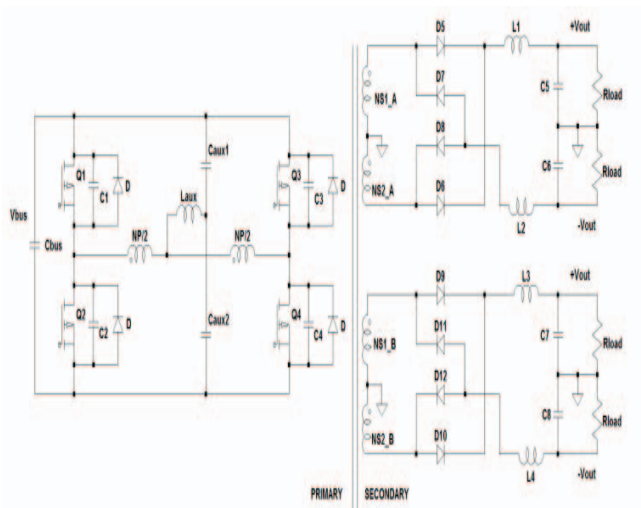 D5
L1
+Vout
D7
NS1_A
C5
Rload
D8
Caux1
Q1
Q3
C6
Rload
C1
D
Laux
C3
D
NS2_A
D6
Vbus
L2
-Vout
Cbus
NP/2
NP/2
D9
L3
+Vout
Q2
Q4
D11
C2
D
Caux2
C4
D
NS1_B
C7
Rload
D12
C8
Rload
NS2_B
D10
L4
-Vout
PRIMARY
SECONDARY